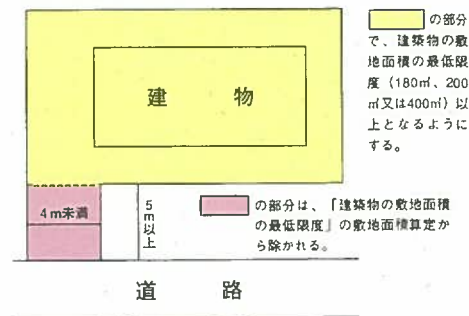 の部分
で、建築物の敷
地面積の最低限
度（180㎡、200
㎡又は400㎡）以
上となるように
する。
建　物
4m未満
5m以上
の部分は、「建築物の敷地面積
の最低限度」の敷地面積算定か
ら除かれる。
道　路